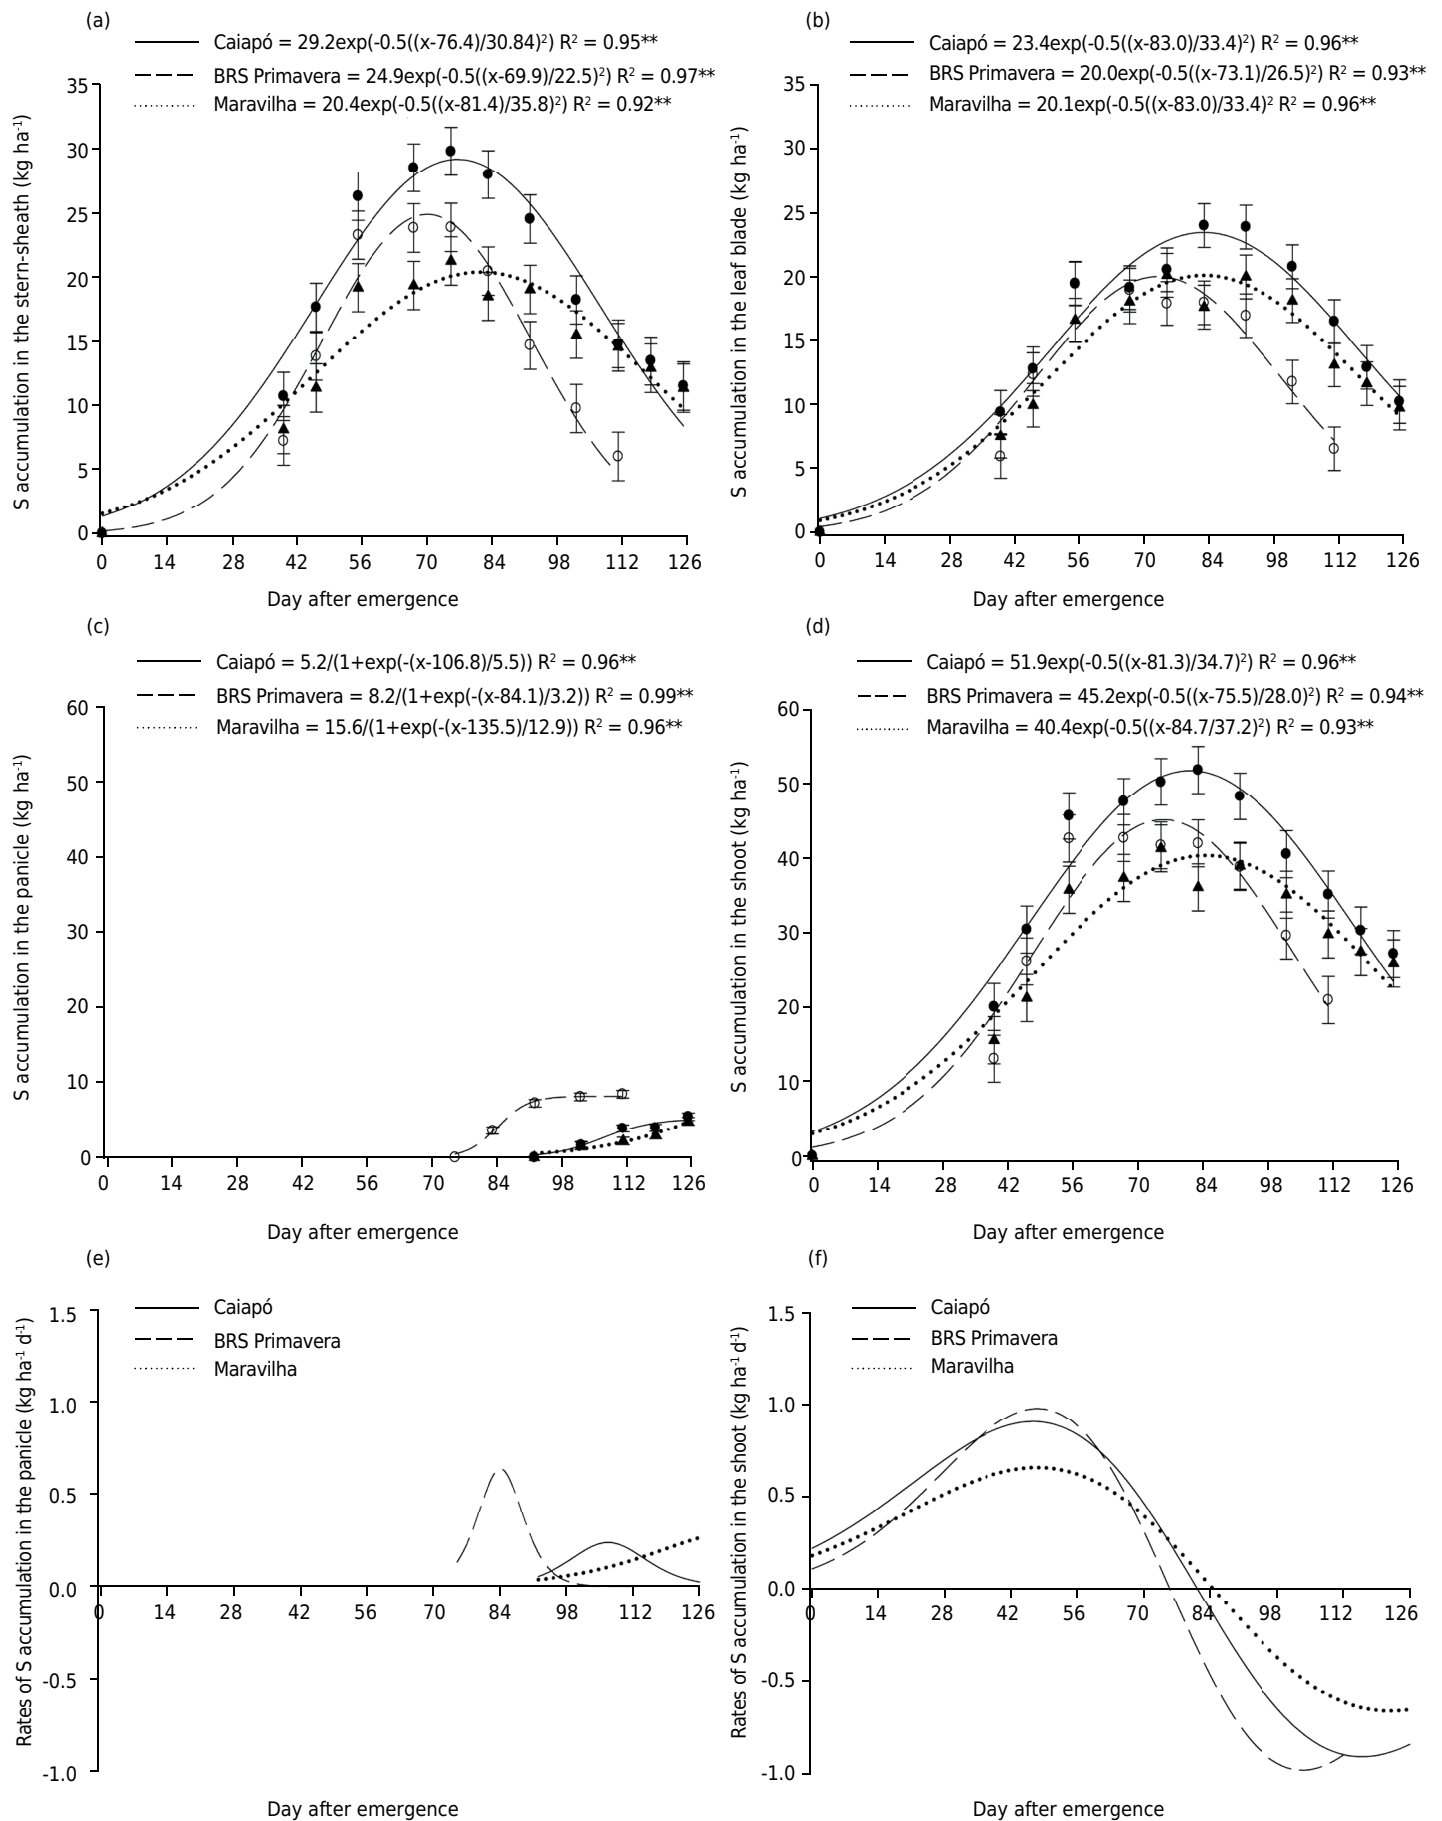 (a)
Caiapó = 29.2exp(-0.5((x-76.4)/30.84)²) R² = 0.95**
BRS Primavera = 24.9exp(-0.5((x-69.9)/22.5)²) R² = 0.97**
Maravilha = 20.4exp(-0.5((x-81.4)/35.8)²) R² = 0.92**
S accumulation in the stern-sheath (kg ha⁻¹)
35
30
25
20
15
10
5
0
0 14 28 42 56 70 84 98 112 126
Day after emergence
(b)
Caiapó = 23.4exp(-0.5((x-83.0)/33.4)²) R² = 0.96**
BRS Primavera = 20.0exp(-0.5((x-73.1)/26.5)²) R² = 0.93**
Maravilha = 20.1exp(-0.5((x-83.0)/33.4)² R² = 0.96**
S accumulation in the leaf blade (kg ha⁻¹)
35
30
25
20
15
10
5
0
0 14 28 42 56 70 84 98 112 126
Day after emergence
(c)
Caiapó = 5.2/(1+exp(-(x-106.8)/5.5)) R² = 0.96**
BRS Primavera = 8.2/(1+exp(-(x-84.1)/3.2)) R² = 0.99**
Maravilha = 15.6/(1+exp(-(x-135.5)/12.9)) R² = 0.96**
S accumulation in the panicle (kg ha⁻¹)
60
50
40
30
20
10
0
0 14 28 42 56 70 84 98 112 126
Day after emergence
(d)
Caiapó = 51.9exp(-0.5((x-81.3)/34.7)²) R² = 0.96**
BRS Primavera = 45.2exp(-0.5((x-75.5)/28.0)²) R² = 0.94**
Maravilha = 40.4exp(-0.5((x-84.7/37.2)²) R² = 0.93**
S accumulation in the shoot (kg ha⁻¹)
60
50
40
30
20
10
0
0 14 28 42 56 70 84 98 112 126
Day after emergence
(e)
Caiapó
BRS Primavera
Maravilha
Rates of S accumulation in the panicle (kg ha⁻¹ d⁻¹)
1.5
1.0
0.5
0.0
-0.5
-1.0
0 14 28 42 56 70 84 98 112 126
Day after emergence
(f)
Caiapó
BRS Primavera
Maravilha
Rates of S accumulation in the shoot (kg ha⁻¹ d⁻¹)
1.5
1.0
0.5
0.0
-0.5
-1.0
0 14 28 42 56 70 84 98 112 126
Day after emergence